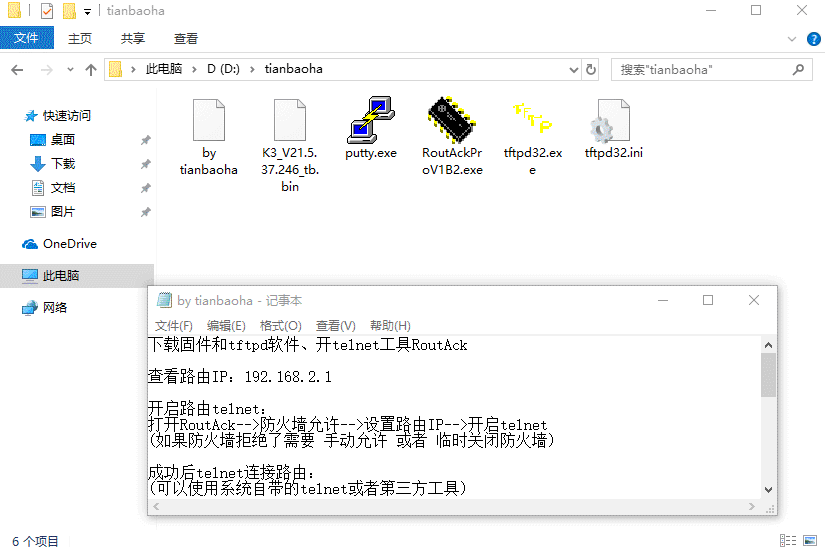 tianbaoha
文件
主页
共享
查看
此电脑
D (D:)
tianbaoha
搜索"tianbaoha"
快速访问
桌面
下载
文档
图片
OneDrive
此电脑
网络
by
tianbaoha
K3_V21.5.
37.246_tb.
bin
putty.exe
RoutAckPr
oV1B2.exe
tftpd32.ex
e
tftpd32.ini
by tianbaoha - 记事本
文件(F) 编辑(E) 格式(O) 查看(V) 帮助(H)
下载固件和tftpd软件、开telnet工具RoutAck
查看路由IP：192.168.2.1
开启路由telnet：
打开RoutAck-->防火墙允许-->设置路由IP-->开启telnet
(如果防火墙拒绝了需要 手动允许 或者 临时关闭防火墙)
成功后telnet连接路由：
(可以使用系统自带的telnet或者第三方工具)
6 个项目